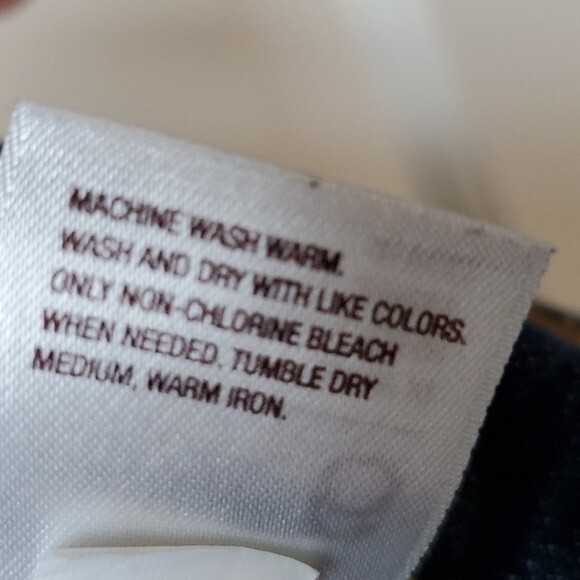 MACHINE WASH WARM.
WASH AND DRY WITH LIKE COLORS.
ONLY NON-CHLORINE BLEACH
WHEN NEEDED. TUMBLE DRY
MEDIUM, WARM IRON.